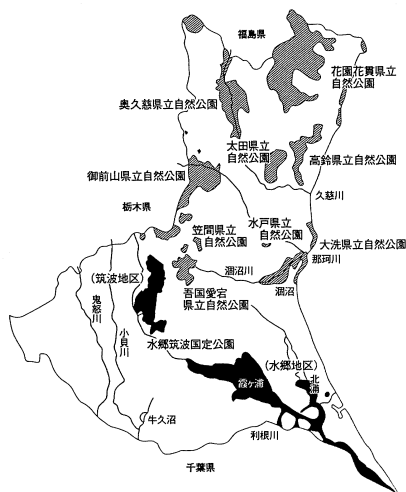 福島県
花園花貫県立
自然公園
奥久慈県立自然公園
太田県立
自然公園
高鈴県立自然公園
御前山県立自然公園
久慈川
栃木県
水戸県立
自然公園
笠間県立
自然公園
大洗県立自然公園
那珂川
涸沼川
涸沼
(筑波地区)
吾国愛宕
県立自然公園
鬼怒川
小貝川
水郷筑波国定公園
(水郷地区)
霞ヶ浦
北浦
牛久沼
利根川
千葉県